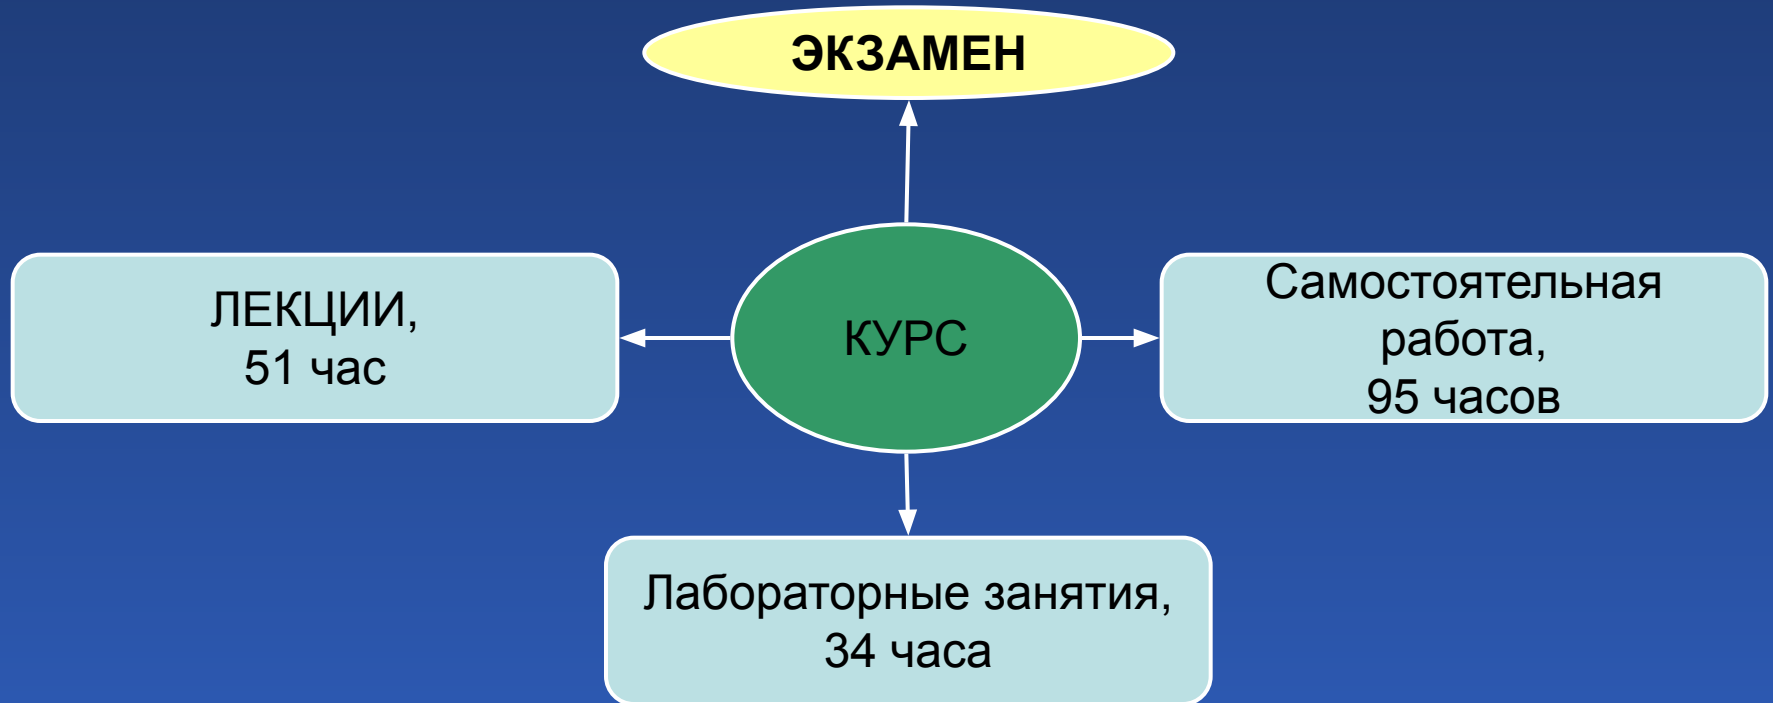 ЭКЗАМЕН
ЛЕКЦИИ,
51 час
КУРС
Самостоятельная
работа,
95 часов
Лабораторные занятия,
34 часа